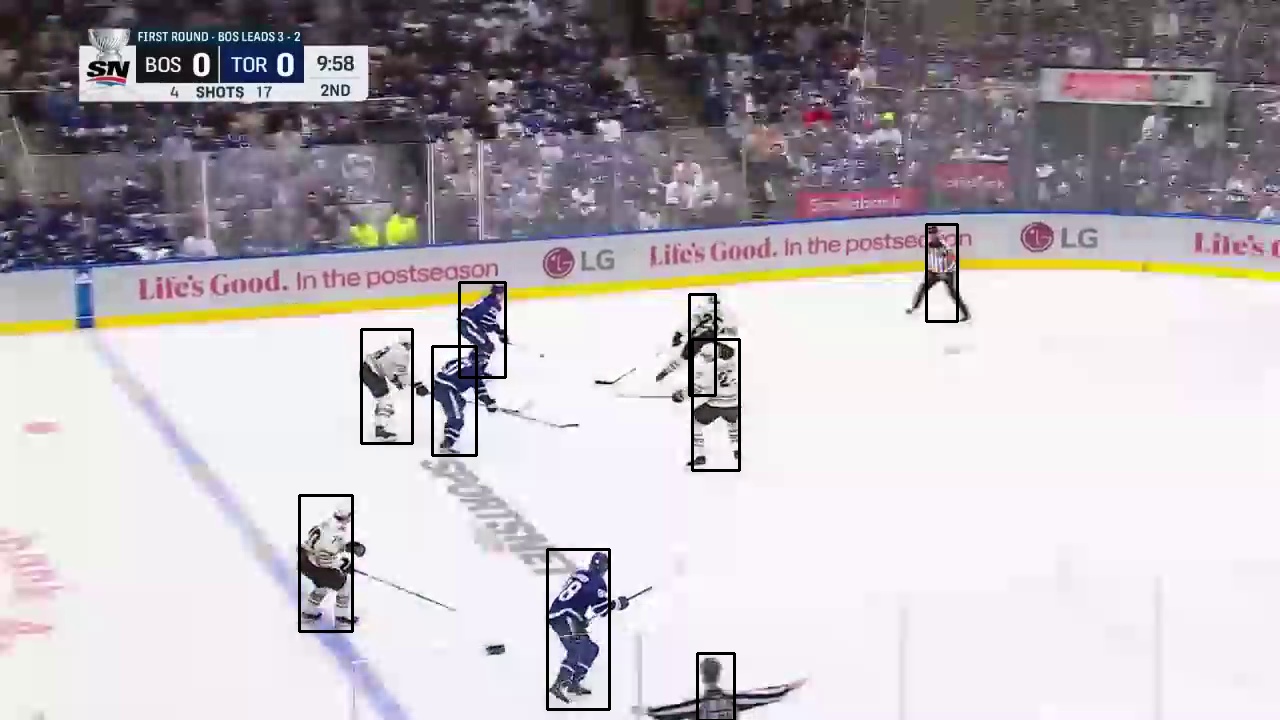 FIRST ROUND - BOS LEADS 3 - 2
SN BOS 0 TOR 0 9:58
4 SHOTS 17 2ND
Scotiabank
Life's Good. In the postseason LG Life's Good. In the postseason LG Life's
SPORTSNET